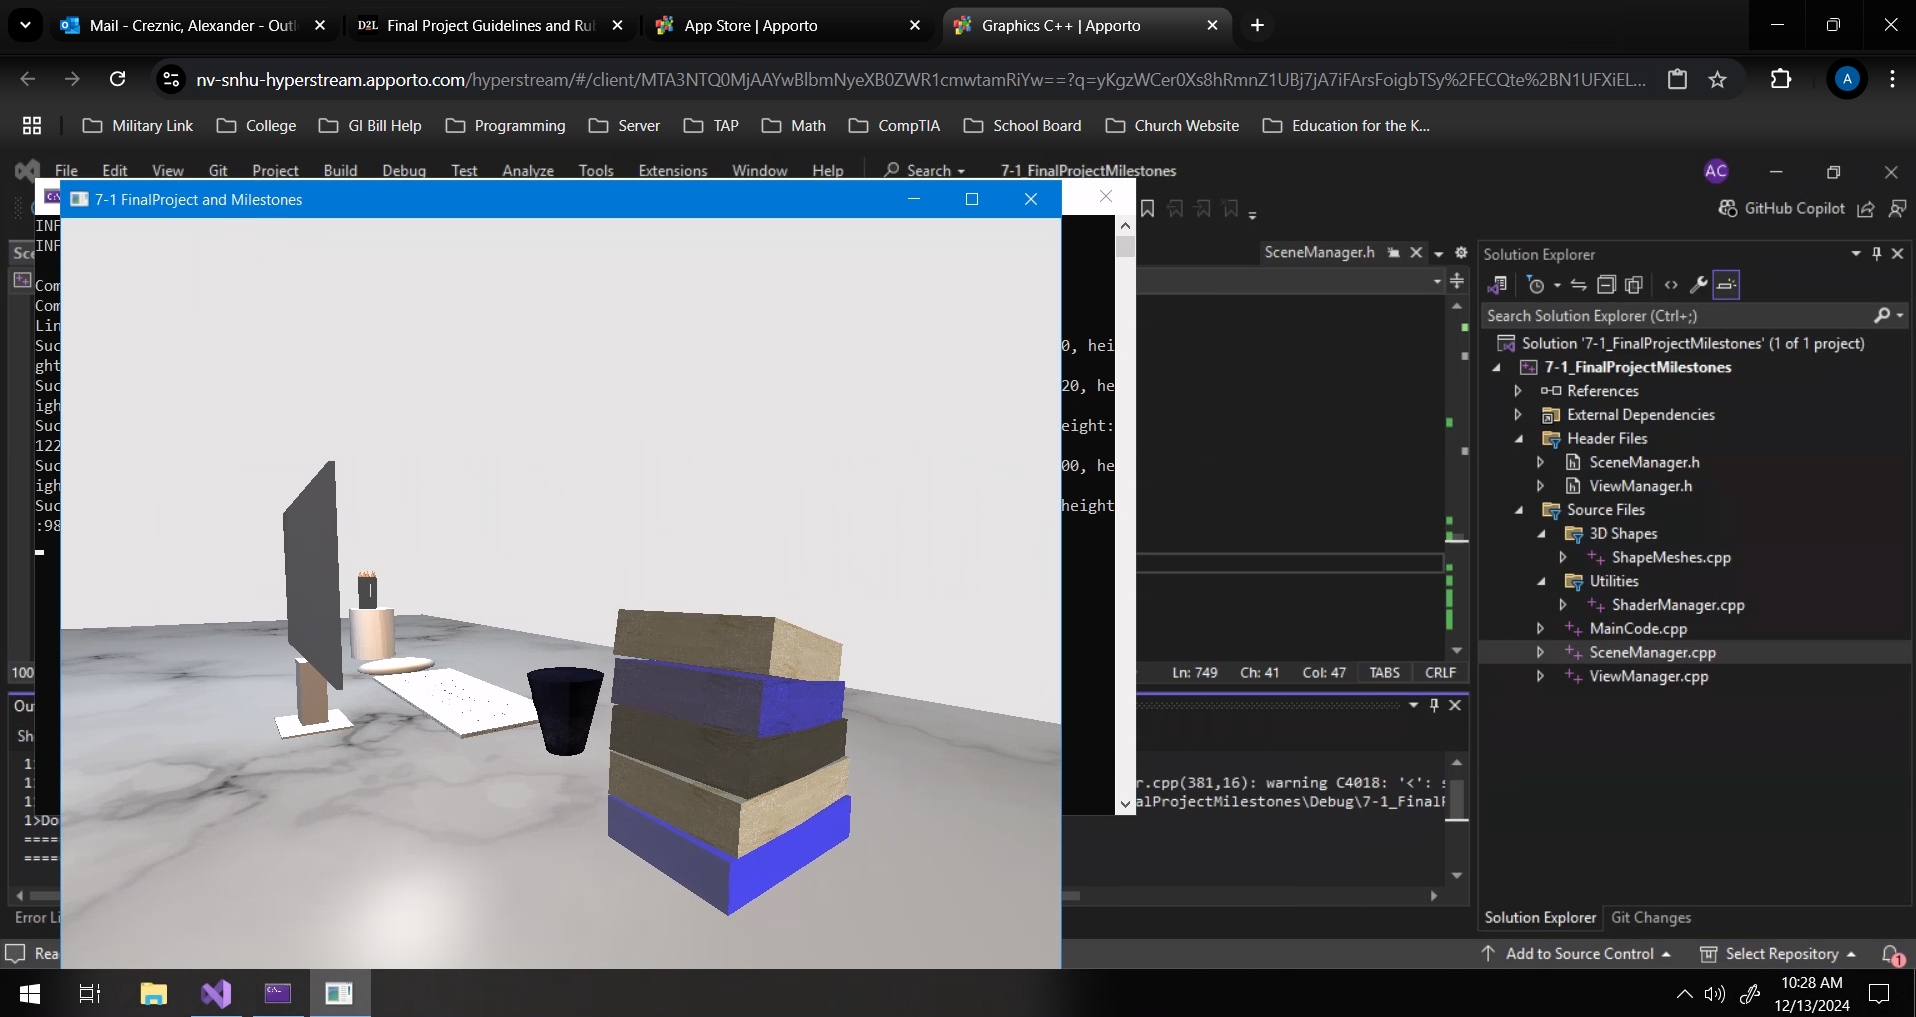 Mail - Creznic, Alexander - Outl
Final Project Guidelines and Ru
App Store | Apporto
Graphics C++ | Apporto
nv-snhu-hyperstream.apporto.com/hyperstream/#/client/MTA3NTQ0MjAAYwBlbmNyeXB0ZWR1cmwtamRiYw==?q=yKgzWCer0Xs8hRmnZ1UBj7jA7iFArsFoigbTSy%2FECQte%2BN1UFXiEL...
A
Military Link
College
GI Bill Help
Programming
Server
TAP
Math
CompTIA
School Board
Church Website
Education for the K...
File Edit View Git Project Build Debug Test Analyze Tools Extensions Window Help
Search
7-1_FinalProjectMilestones
AC
7-1 FinalProject and Milestones
GitHub Copilot
INF
INF
Com
Com
Lin
Suc
0, hei
ght
Suc
20, he
igh
Suc
eight:
122
Suc
00, he
igh
Suc
height
:98
Sce
SceneManager.h
Solution Explorer
Search Solution Explorer (Ctrl+;)
Solution '7-1_FinalProjectMilestones' (1 of 1 project)
7-1_FinalProjectMilestones
References
External Dependencies
Header Files
SceneManager.h
ViewManager.h
Source Files
3D Shapes
ShapeMeshes.cpp
Utilities
ShaderManager.cpp
MainCode.cpp
SceneManager.cpp
ViewManager.cpp
100
Ln: 749 Ch: 41 Col: 47 TABS CRLF
Ou
Sh
1
1
1
1>Do
====
====
r.cpp(381,16): warning C4018: '<': s
alProjectMilestones\Debug\7-1_Final
Error Li
Solution Explorer
Git Changes
Rea
Add to Source Control
Select Repository
1
10:28 AM
12/13/2024